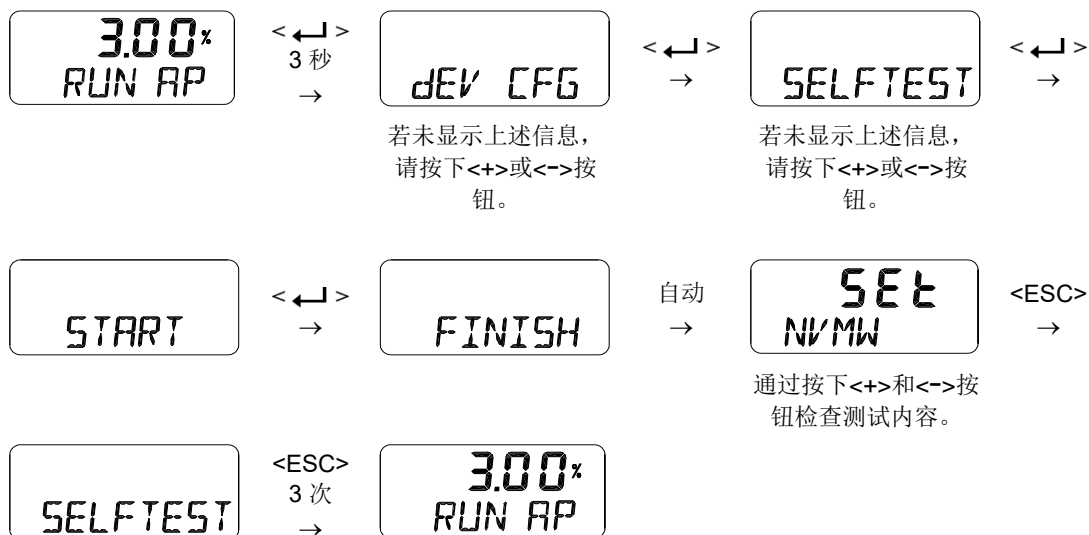 3.00%
RUN AP
< ↵ >
3 秒
→
dEV CFG
若未显示上述信息，
请按下<+>或<->按
钮。
< ↵ >
→
SELFTEST
若未显示上述信息，
请按下<+>或<->按
钮。
< ↵ >
→
START
< ↵ >
→
FINISH
自动
→
SEt
NVMW
通过按下<+>和<->按
钮检查测试内容。
<ESC>
→
SELFTEST
<ESC>
3 次
→
3.00%
RUN AP